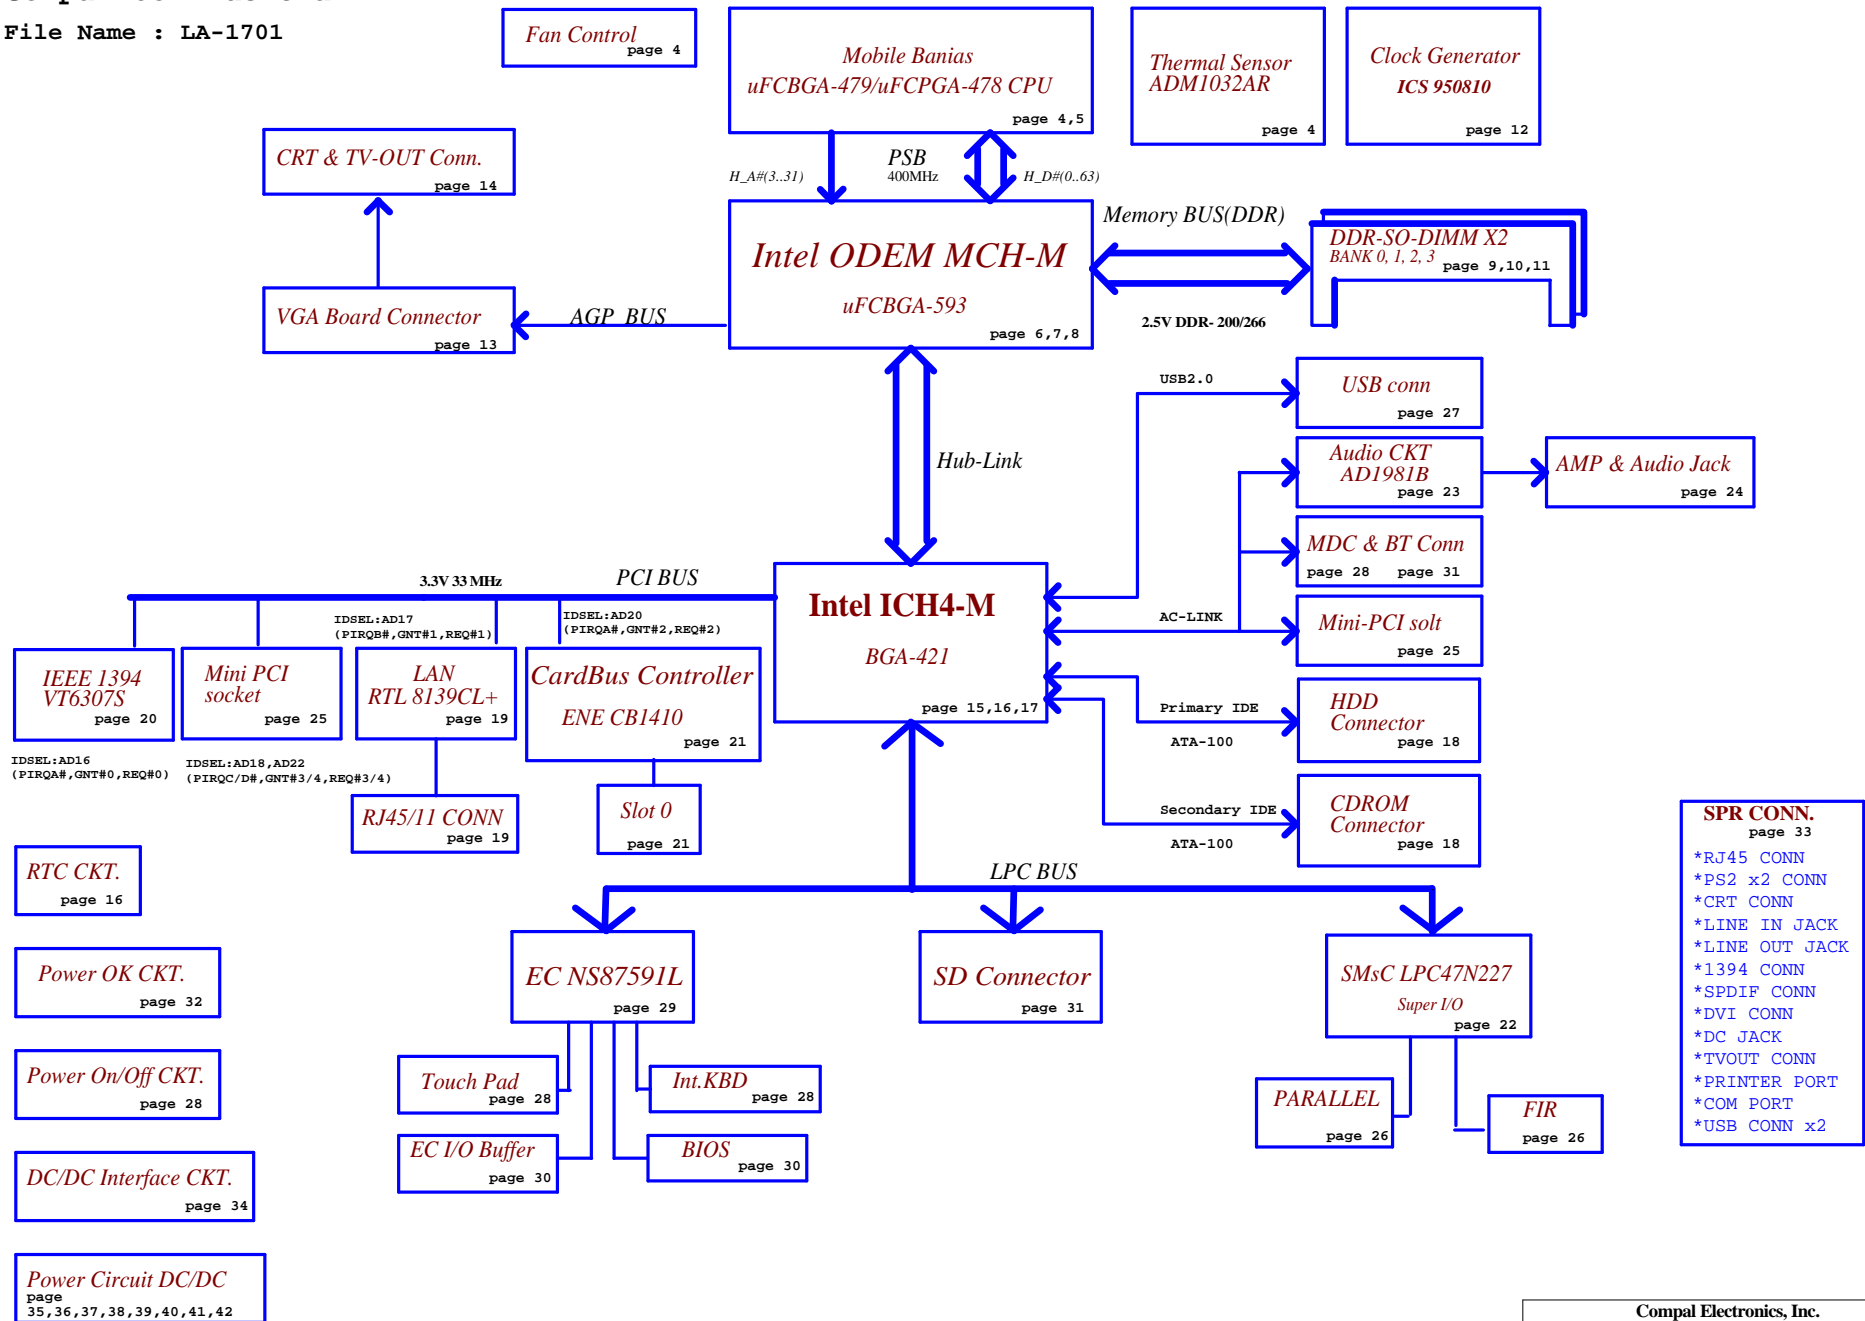 File Name : LA-1701
Fan Control
page 4
Mobile Banias
uFCBGA-479/uFCPGA-478 CPU
page 4,5
Thermal Sensor
ADM1032AR
page 4
Clock Generator
ICS 950810
page 12
CRT & TV-OUT Conn.
page 14
H_A#(3..31)
PSB
400MHz
H_D#(0..63)
Intel ODEM MCH-M
uFCBGA-593
page 6,7,8
Memory BUS(DDR)
2.5V DDR- 200/266
DDR-SO-DIMM X2
BANK 0, 1, 2, 3
page 9,10,11
VGA Board Connector
page 13
AGP BUS
Hub-Link
USB2.0
USB conn
page 27
Audio CKT
AD1981B
page 23
AMP & Audio Jack
page 24
MDC & BT Conn
page 28 page 31
AC-LINK
Mini-PCI solt
page 25
3.3V 33 MHz
PCI BUS
Intel ICH4-M
BGA-421
page 15,16,17
IDSEL:AD17
(PIRQB#,GNT#1,REQ#1)
IDSEL:AD20
(PIRQA#,GNT#2,REQ#2)
IEEE 1394
VT6307S
page 20
Mini PCI
socket
page 25
LAN
RTL 8139CL+
page 19
CardBus Controller
ENE CB1410
page 21
IDSEL:AD16
(PIRQA#,GNT#0,REQ#0)
IDSEL:AD18,AD22
(PIRQC/D#,GNT#3/4,REQ#3/4)
Primary IDE
ATA-100
HDD
Connector
page 18
RJ45/11 CONN
page 19
Slot 0
page 21
Secondary IDE
ATA-100
CDROM
Connector
page 18
RTC CKT.
page 16
LPC BUS
Power OK CKT.
page 32
EC NS87591L
page 29
SD Connector
page 31
SMsC LPC47N227
Super I/O
page 22
SPR CONN.
page 33
*RJ45 CONN
*PS2 x2 CONN
*CRT CONN
*LINE IN JACK
*LINE OUT JACK
*1394 CONN
*SPDIF CONN
*DVI CONN
*DC JACK
*TVOUT CONN
*PRINTER PORT
*COM PORT
*USB CONN x2
Power On/Off CKT.
page 28
Touch Pad
page 28
Int.KBD
page 28
PARALLEL
page 26
FIR
page 26
EC I/O Buffer
page 30
BIOS
page 30
DC/DC Interface CKT.
page 34
Power Circuit DC/DC
page
35,36,37,38,39,40,41,42
Compal Electronics, Inc.